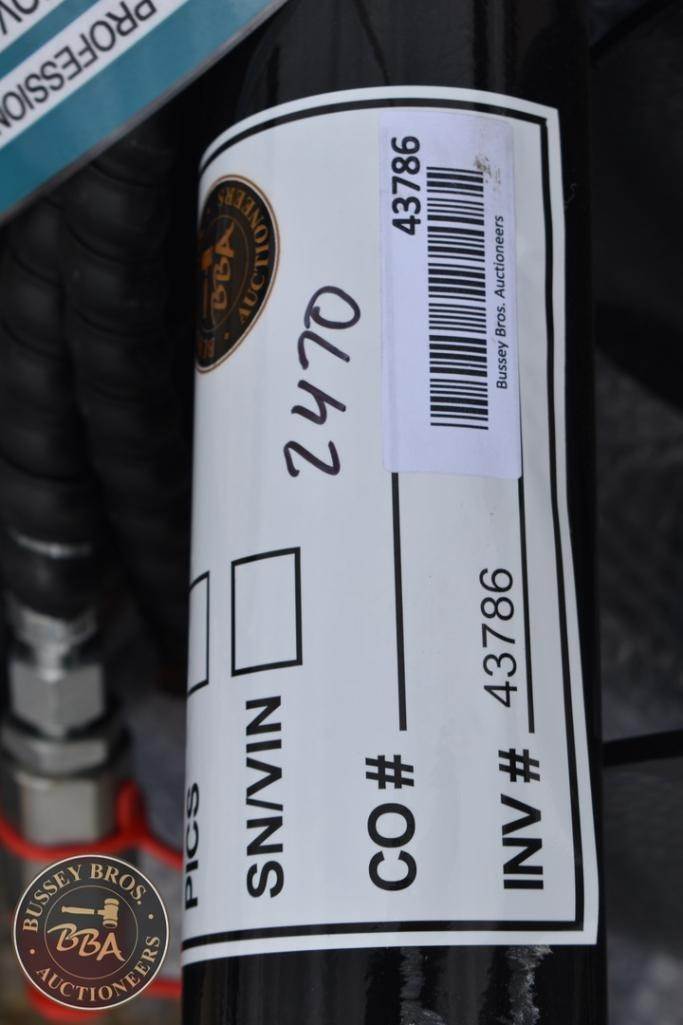 PROFESSION
BBA
AUCTIONEERS
2470
43786
Bussey Bros. Auctioneers
PICS
SN/VIN
CO #
INV # 43786
BUSSEY BROS.
BBA
AUCTIONEERS